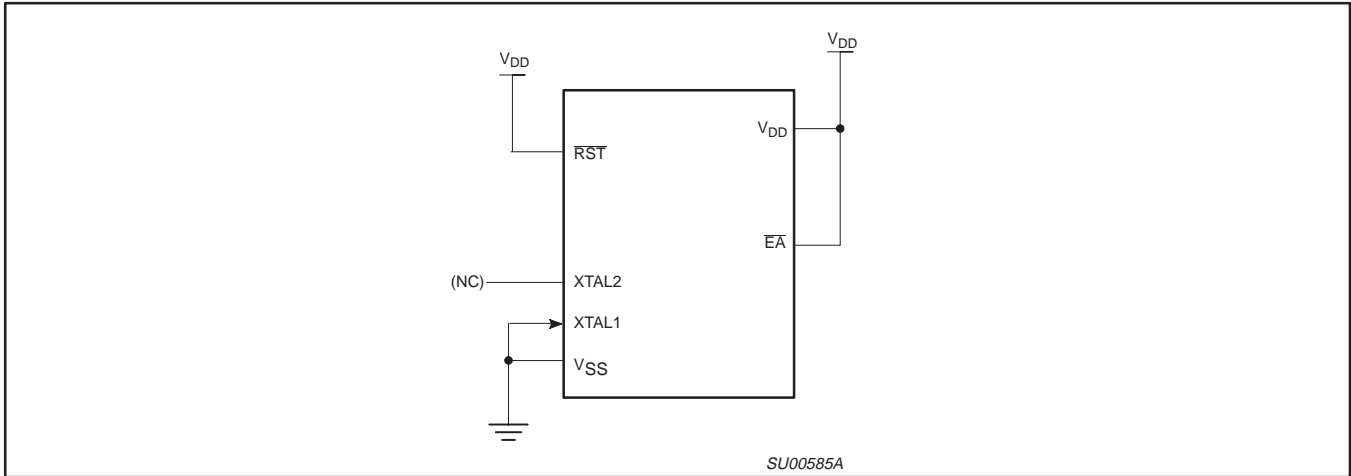 VDD
VDD
VDD
RST
EA
(NC)
XTAL2
XTAL1
VSS
SU00585A